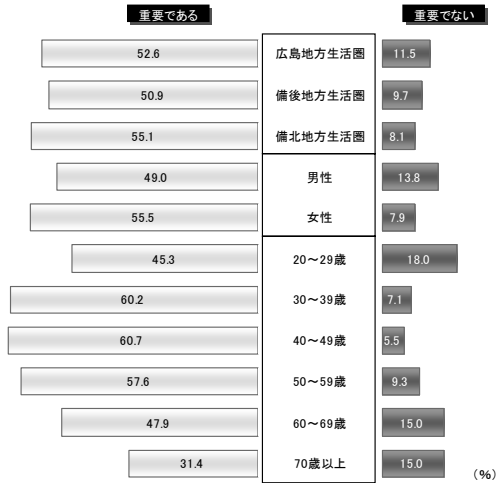 重要である 重要でない
52.6 広島地方生活圏 11.5
50.9 備後地方生活圏 9.7
55.1 備北地方生活圏 8.1
49.0 男性 13.8
55.5 女性 7.9
45.3 20～29歳 18.0
60.2 30～39歳 7.1
60.7 40～49歳 5.5
57.6 50～59歳 9.3
47.9 60～69歳 15.0
31.4 70歳以上 15.0
(%)